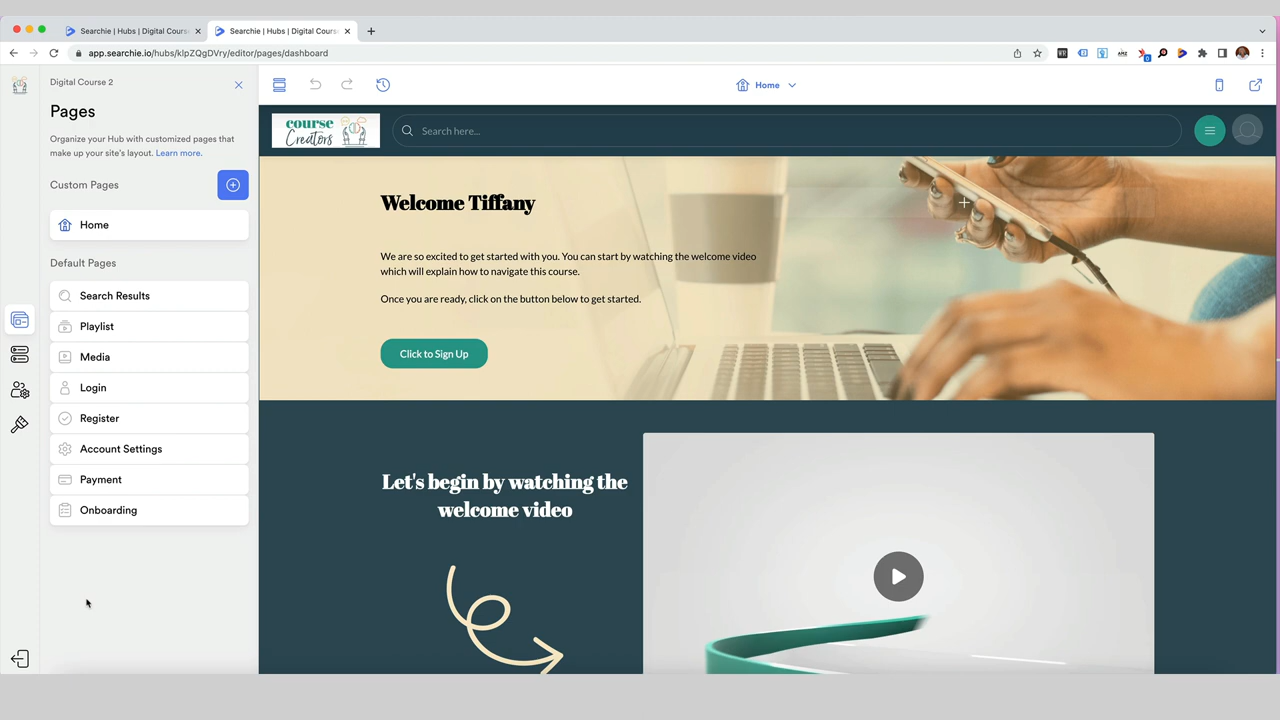 Searchie | Hubs | Digital Cours
Searchie | Hubs | Digital Cours
app.searchie.io/hubs/klpZQgDVry/editor/pages/dashboard
Digital Course 2
Pages
Organize your Hub with customized pages that
make up your site's layout. Learn more.
Custom Pages
Home
Default Pages
Search Results
Playlist
Media
Login
Register
Account Settings
Payment
Onboarding
Home
course
Creators
Search here...
Welcome Tiffany
We are so excited to get started with you. You can start by watching the welcome video
which will explain how to navigate this course.
Once you are ready, click on the button below to get started.
Click to Sign Up
Let's begin by watching the
welcome video